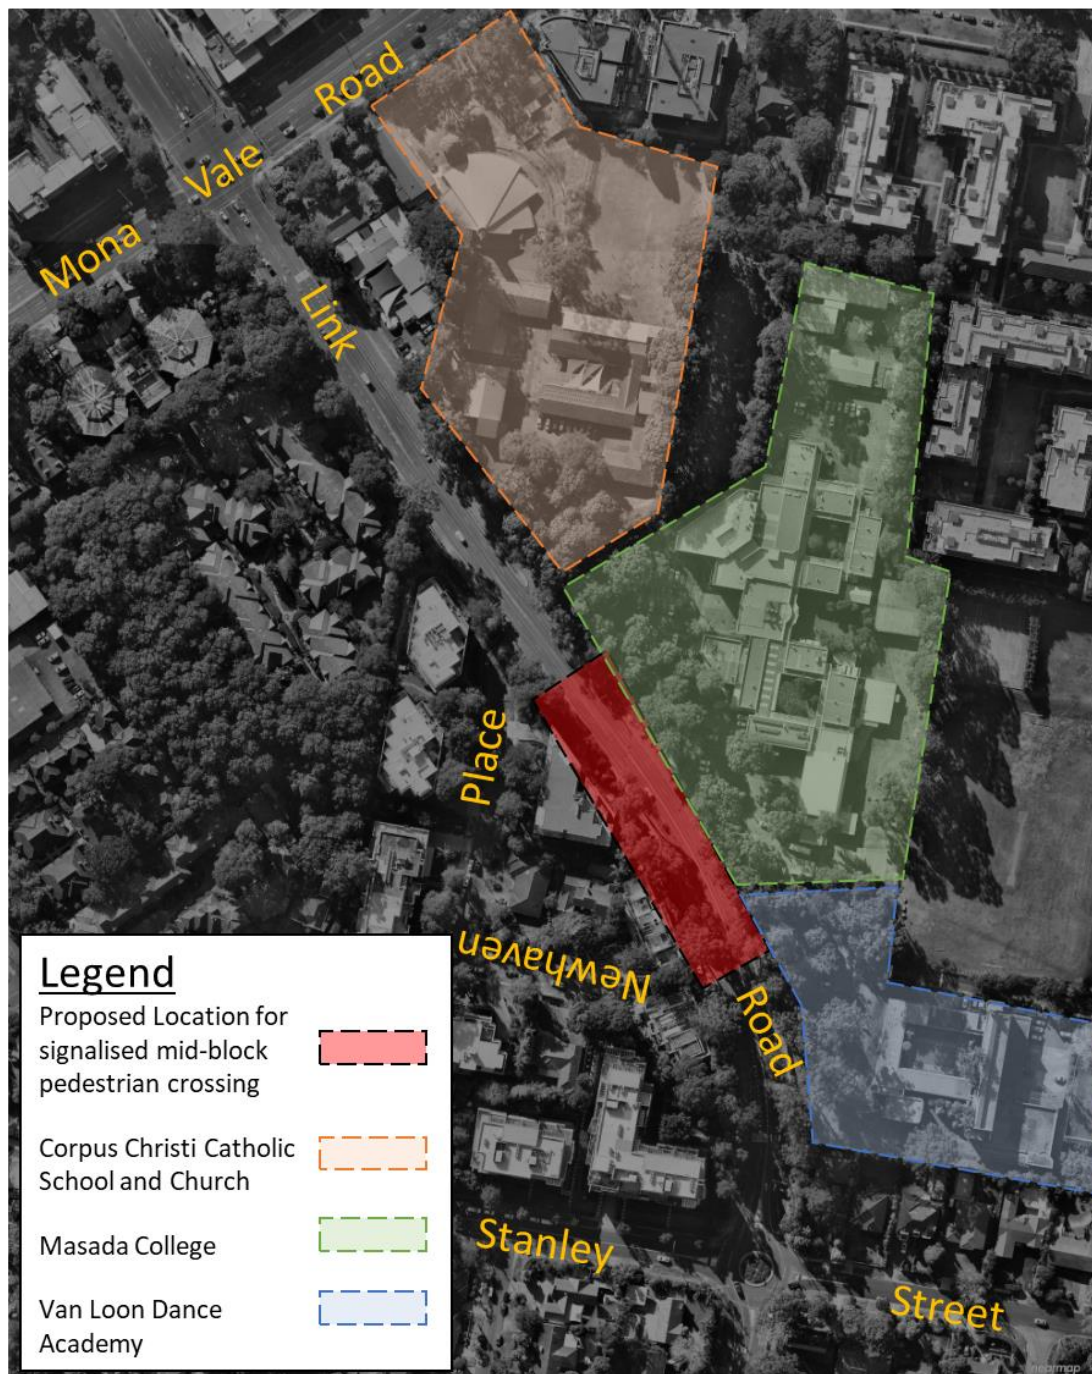 Road
Vale
Mona
Link
Place
Newhaven
Road
Stanley
Street
Legend
Proposed Location for
signalised mid-block
pedestrian crossing
Corpus Christi Catholic
School and Church
Masada College
Van Loon Dance
Academy
nearmap